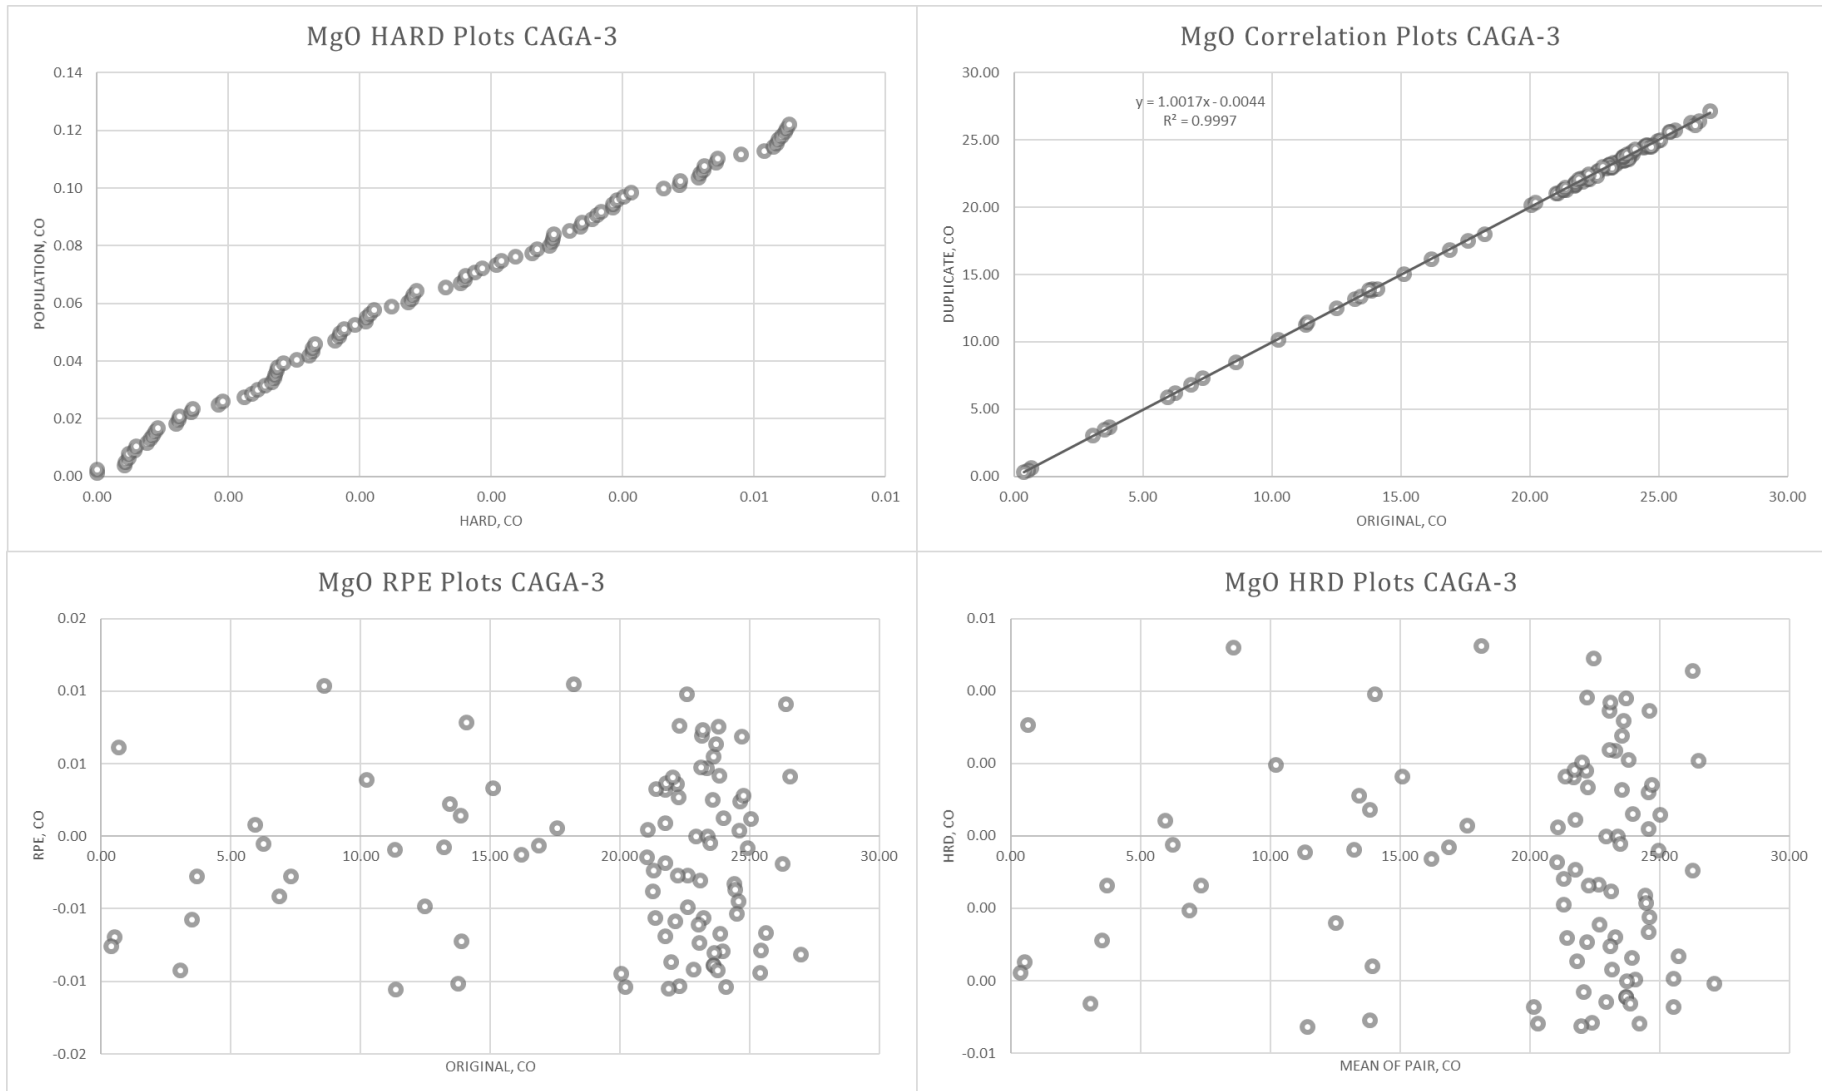 MgO HARD Plots CAGA-3
0.14
0.12
0.10
0.08
0.06
0.04
0.02
0.00
POPULATION, CO
0.00 0.00 0.00 0.00 0.00 0.01 0.01
HARD, CO
MgO Correlation Plots CAGA-3
30.00
25.00
20.00
15.00
10.00
5.00
0.00
DUPLICATE, CO
y = 1.0017x - 0.0044
R² = 0.9997
0.00 5.00 10.00 15.00 20.00 25.00 30.00
ORIGINAL, CO
MgO RPE Plots CAGA-3
0.02
0.01
0.01
0.00
-0.01
-0.01
-0.02
RPE, CO
0.00 5.00 10.00 15.00 20.00 25.00 30.00
ORIGINAL, CO
MgO HRD Plots CAGA-3
0.01
0.00
0.00
0.00
0.00
0.00
-0.01
HRD, CO
0.00 5.00 10.00 15.00 20.00 25.00 30.00
MEAN OF PAIR, CO